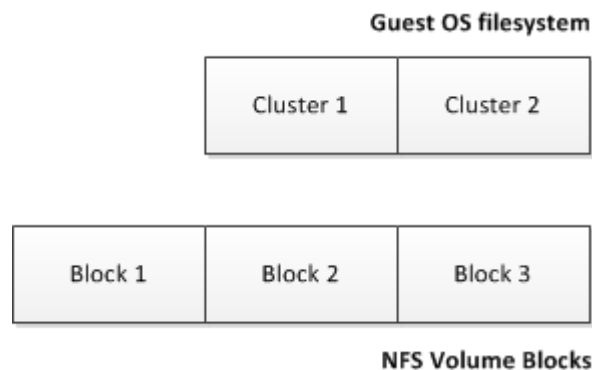 Guest OS filesystem
Cluster 1 Cluster 2
Block 1 Block 2 Block 3
NFS Volume Blocks